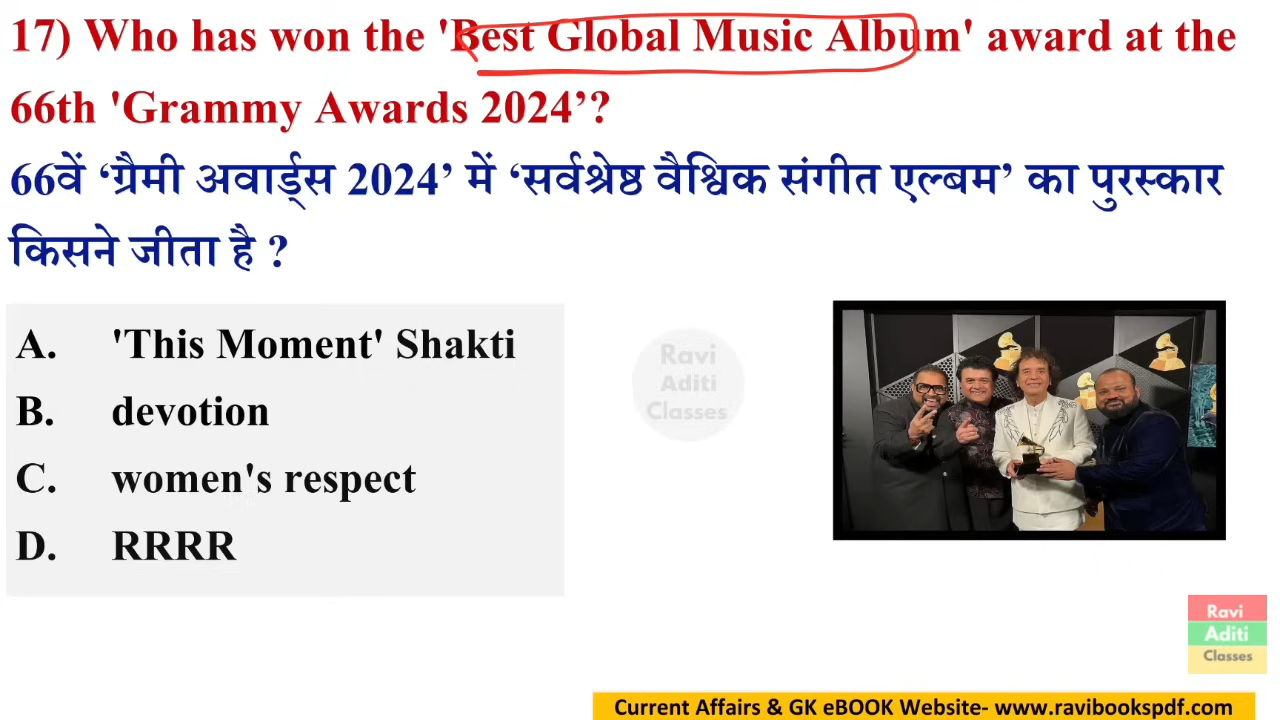 17) Who has won the 'Best Global Music Album' award at the
66th 'Grammy Awards 2024’?
66वें ‘ग्रैमी अवार्ड्स 2024’ में ‘सर्वश्रेष्ठ वैश्विक संगीत एल्बम’ का पुरस्कार
किसने जीता है ?
A. 'This Moment' Shakti
B. devotion
C. women's respect
D. RRRR
Ravi
Aditi
Classes
Ravi
Aditi
Classes
Current Affairs & GK eBOOK Website- www.ravibookspdf.com